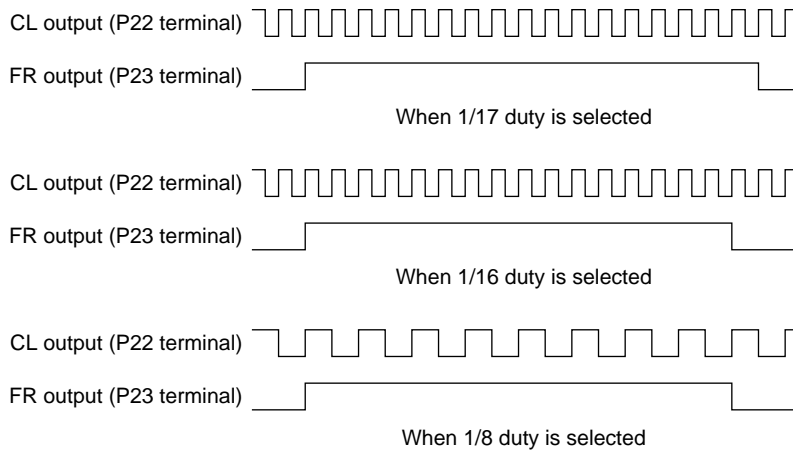 CL output (P22 terminal)
FR output (P23 terminal)
When 1/17 duty is selected
CL output (P22 terminal)
FR output (P23 terminal)
When 1/16 duty is selected
CL output (P22 terminal)
FR output (P23 terminal)
When 1/8 duty is selected